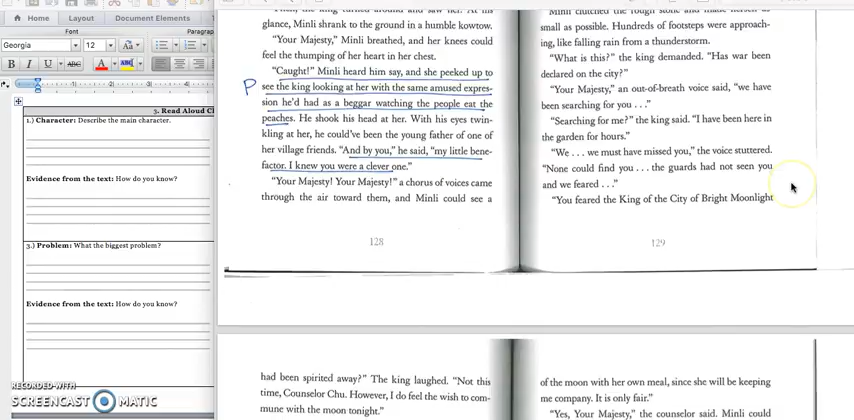 Home Layout Document Elements
Font
Paragraph
Georgia 12
3. Read Aloud
1.) Character: Describe the main character.
Evidence from the text: How do you know?
3.) Problem: What the biggest problem?
Evidence from the text: How do you know?
RECORDED WITH
SCREENCAST MATIC
glance, Minli shrank to the ground in a humble kowtow.
"Your Majesty," Minli breathed, and her knees could
feel the thumping of her heart in her chest.
"Caught!" Minli heard him say, and she peeked up to
P see the king looking at her with the same amused expres-
sion he'd had as a beggar watching the people eat the
peaches. He shook his head at her. With his eyes twin-
kling at her, he could've been the young father of one of
her village friends. "And by you," he said, "my little bene-
factor. I knew you were a clever one."
"Your Majesty! Your Majesty!" a chorus of voices came
through the air toward them, and Minli could see a
128
small as possible. Hundreds of footsteps were approach-
ing, like falling rain from a thunderstorm.
"What is this?" the king demanded. "Has war been
declared on the city?"
"Your Majesty," an out-of-breath voice said, "we have
been searching for you . . ."
"Searching for me?" the king said. "I have been here in
the garden for hours."
"We . . . we must have missed you," the voice stuttered.
"None could find you . . . the guards had not seen you
and we feared . . ."
"You feared the King of the City of Bright Moonlight
129
had been spirited away?" The king laughed. "Not this
time, Counselor Chu. However, I do feel the wish to com-
mune with the moon tonight."
of the moon with her own meal, since she will be keeping
me company. It is only fair."
"Yes, Your Majesty," the counselor said. Minli could